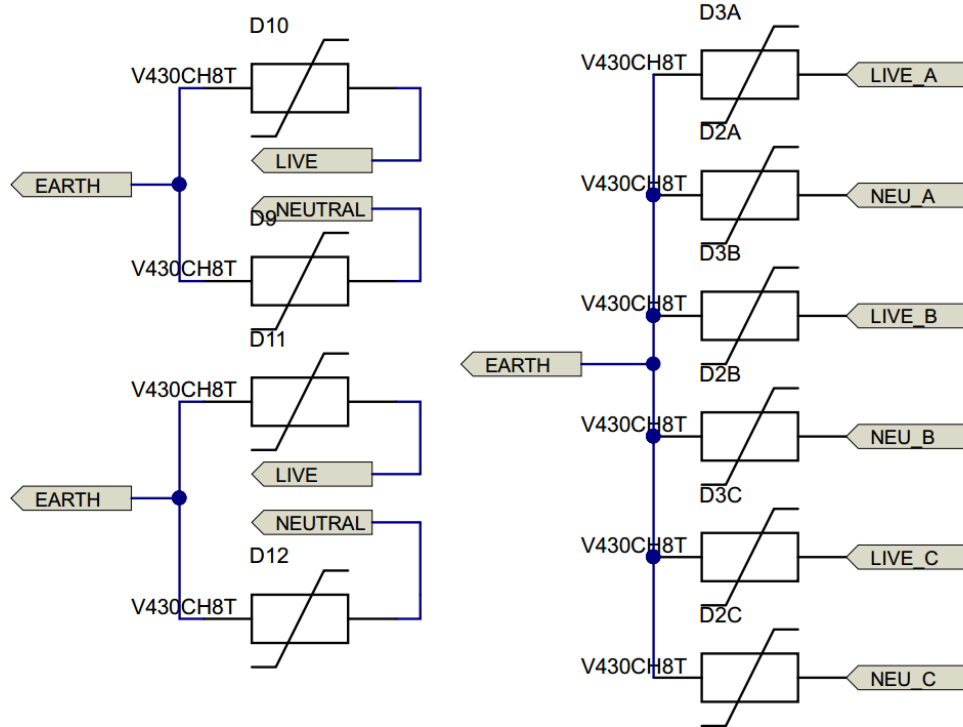 D10
V430CH8T
LIVE
EARTH
NEUTRAL
D9
V430CH8T
D11
V430CH8T
LIVE
EARTH
NEUTRAL
D12
V430CH8T
D3A
V430CH8T
LIVE_A
D2A
V430CH8T
NEU_A
D3B
V430CH8T
LIVE_B
D2B
EARTH
V430CH8T
NEU_B
D3C
V430CH8T
LIVE_C
D2C
V430CH8T
NEU_C